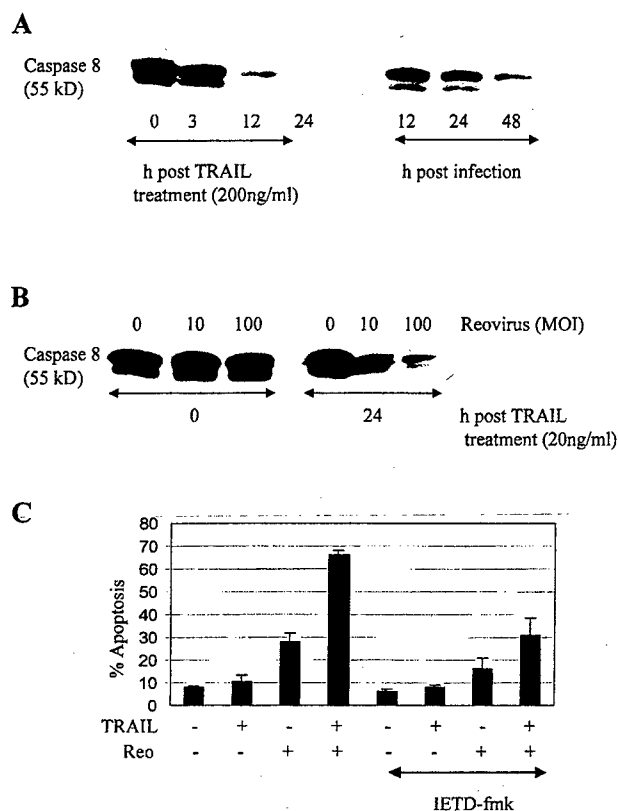 A
Caspase 8
(55 kD)
0 3 12 24
12 24 48
h post TRAIL
treatment (200ng/ml)
h post infection
B
0 10 100 0 10 100 Reovirus (MOI)
Caspase 8
(55 kD)
0 24 h post TRAIL
treatment (20ng/ml)
C
80
70
60
50
40
30
20
10
0
% Apoptosis
TRAIL - + - + - + - +
Reo - - + + - - + +
IETD-fmk